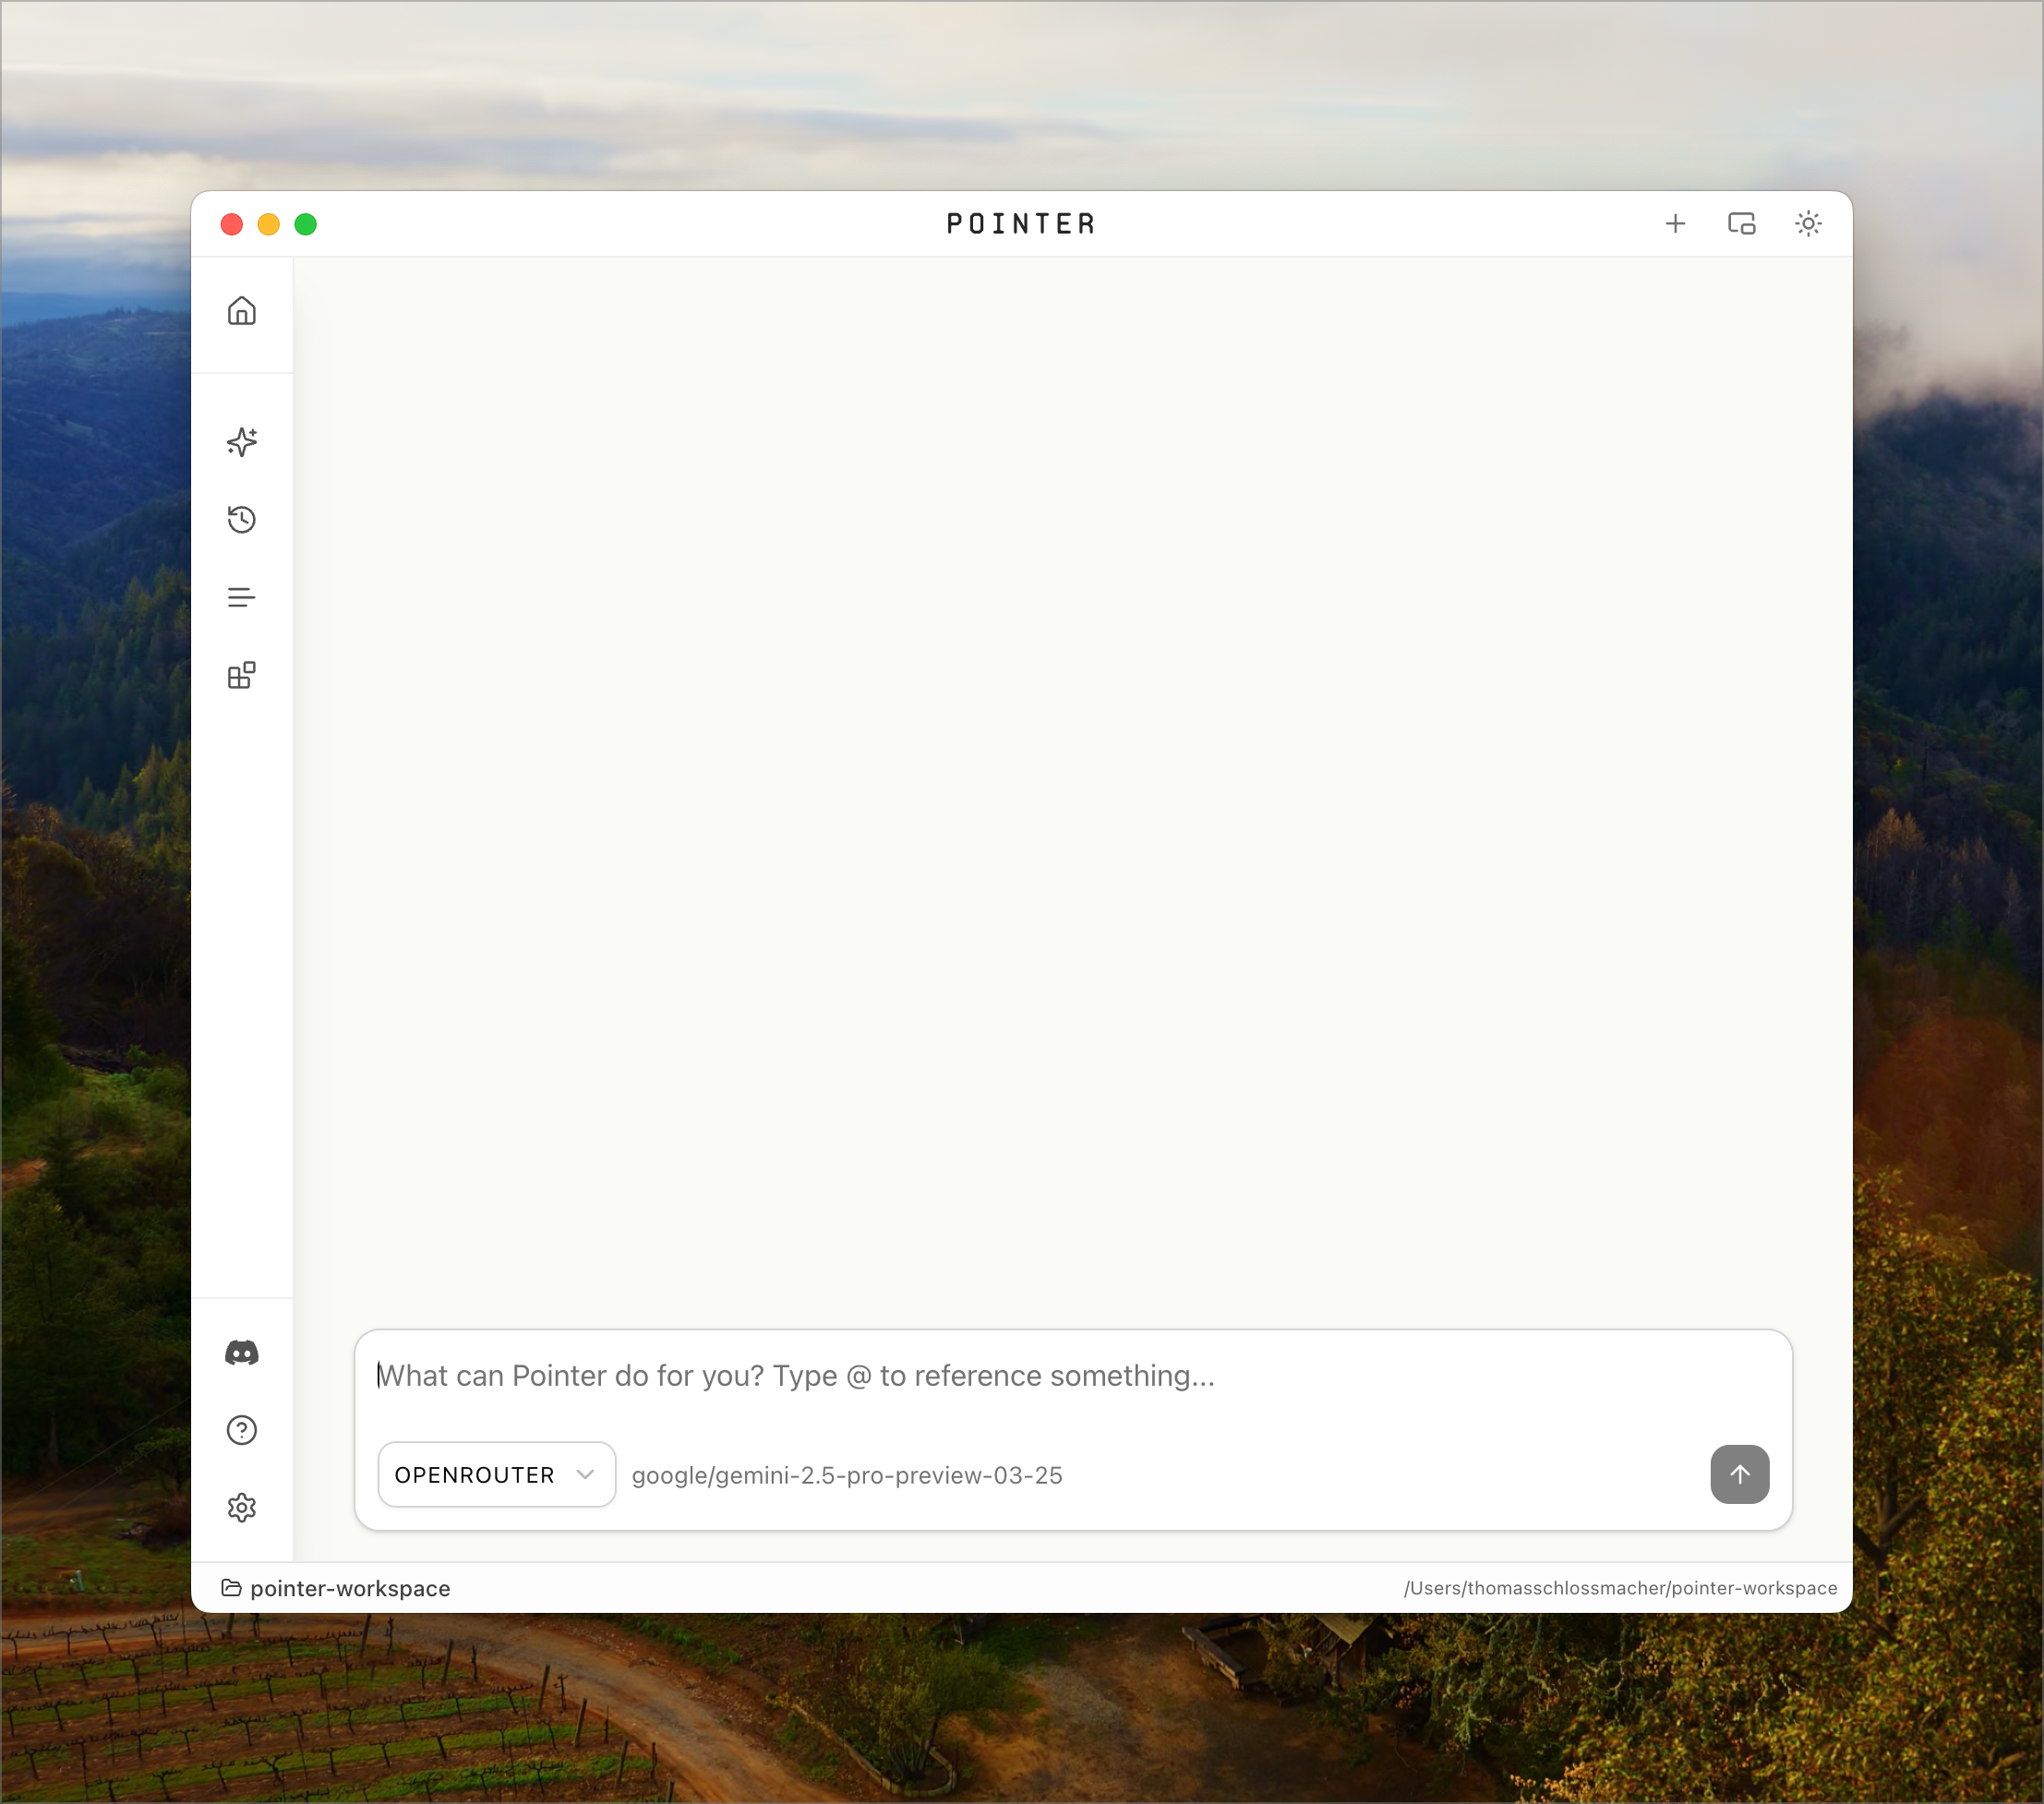 POINTER
What can Pointer do for you? Type @ to reference something...
OPENROUTER
google/gemini-2.5-pro-preview-03-25
pointer-workspace
/Users/thomasschlossmacher/pointer-workspace